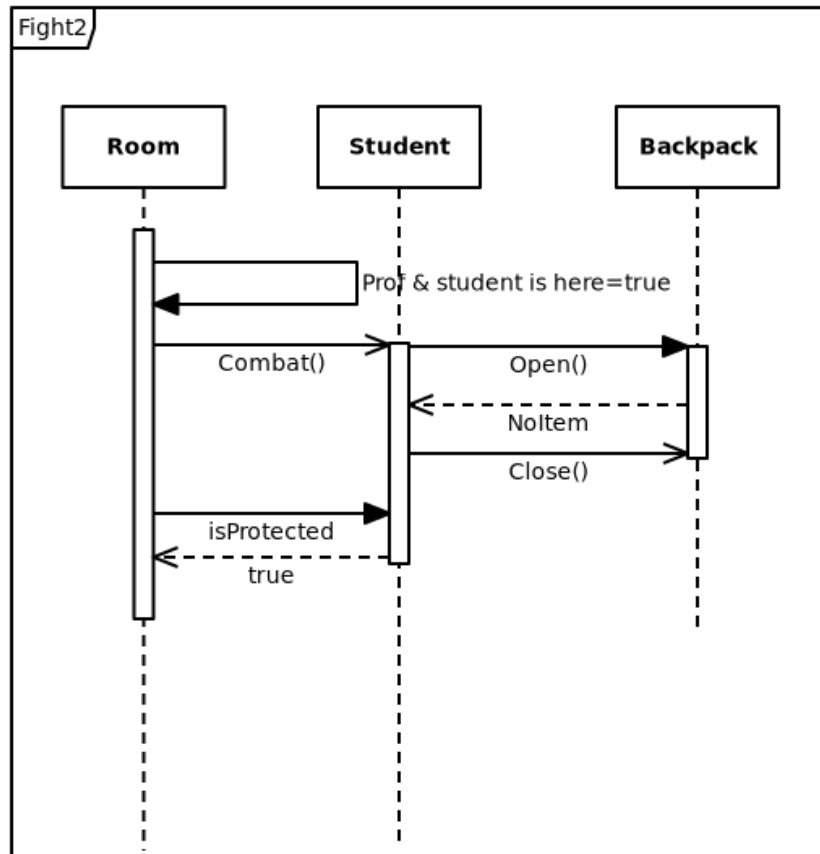 Fight2
Room
Student
Backpack
Prof & student is here=true
Combat()
Open()
NoItem
Close()
isProtected
true